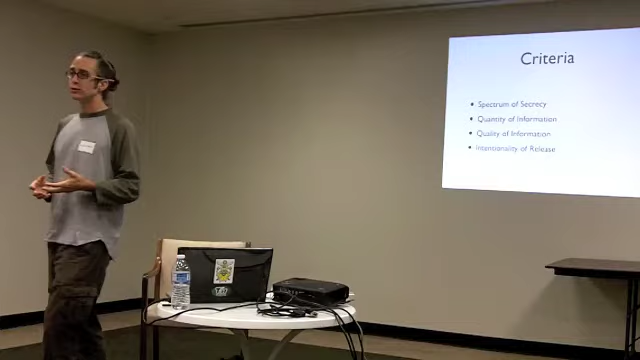 Criteria
• Spectrum of Secrecy
• Quantity of Information
• Quality of Information
• Intentionality of Release